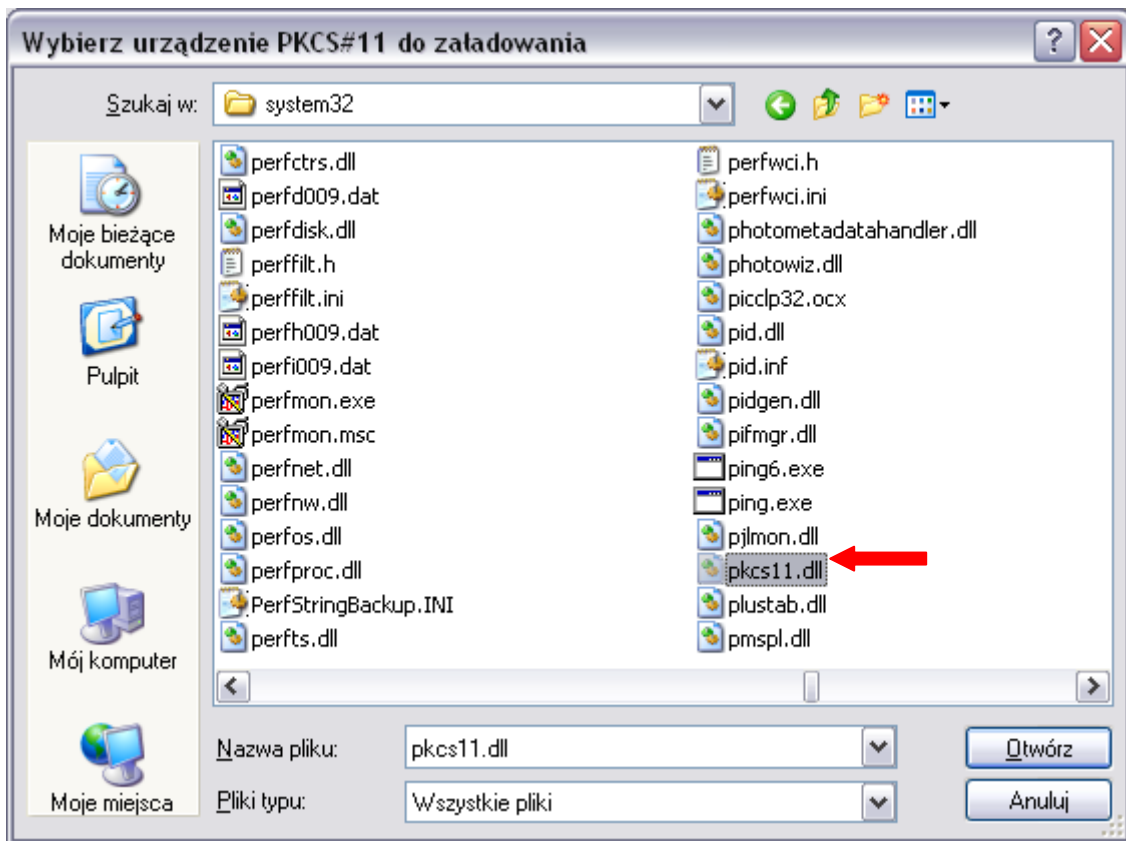 Wybierz urządzenie PKCS#11 do załadowania
Szukaj w:
system32
Moje bieżące
dokumenty
Pulpit
Moje dokumenty
Mój komputer
Moje miejsca
perfctrs.dll
perfd009.dat
perfdisk.dll
perffilt.h
perffilt.ini
perfh009.dat
perfi009.dat
perfmon.exe
perfmon.msc
perfnet.dll
perfnw.dll
perfos.dll
perfproc.dll
PerfStringBackup.INI
perfts.dll
perfwci.h
perfwci.ini
photometadatahandler.dll
photowiz.dll
picclp32.ocx
pid.dll
pid.inf
pidgen.dll
pifmgr.dll
ping6.exe
ping.exe
pjlmon.dll
pkcs11.dll
plustab.dll
pmspl.dll
Nazwa pliku:
pkcs11.dll
Otwórz
Pliki typu:
Wszystkie pliki
Anuluj